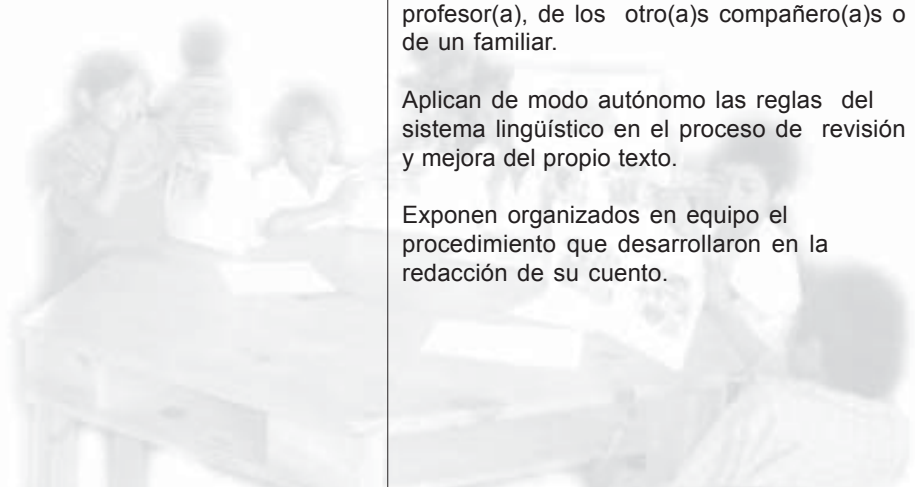 profesor(a), de los otro(a)s compañero(a)s o
de un familiar.
Aplican de modo autónomo las reglas del
sistema lingüístico en el proceso de revisión
y mejora del propio texto.
Exponen organizados en equipo el
procedimiento que desarrollaron en la
redacción de su cuento.